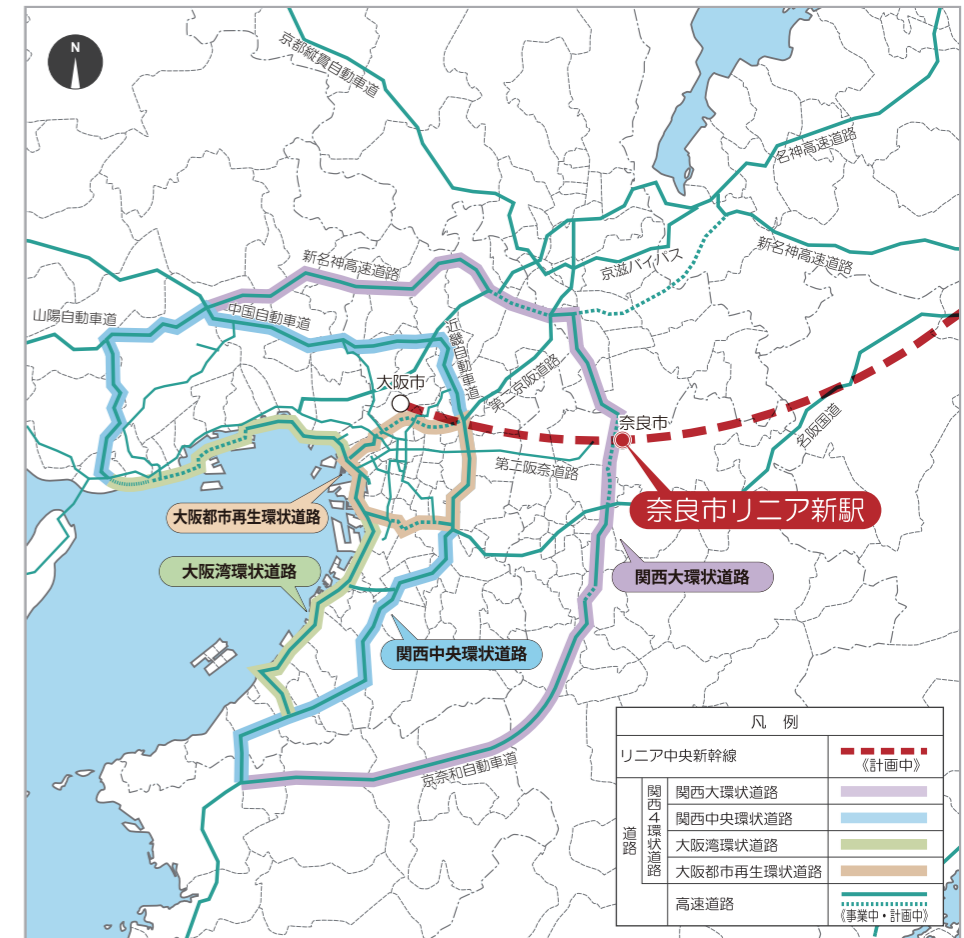 N
京都縦貫自動車道
名神高速道路
新名神高速道路
京滋バイパス
新名神高速道路
山陽自動車道
中国自動車道
近畿自動車道
大阪市
第二京阪道路
奈良市
名阪国道
第二阪奈道路
奈良市リニア新駅
大阪都市再生環状道路
大阪湾環状道路
関西大環状道路
関西中央環状道路
京奈和自動車道
凡 例
リニア中央新幹線
《計画中》
道路
関西4環状道路
関西大環状道路
関西中央環状道路
大阪湾環状道路
大阪都市再生環状道路
高速道路
《事業中・計画中》